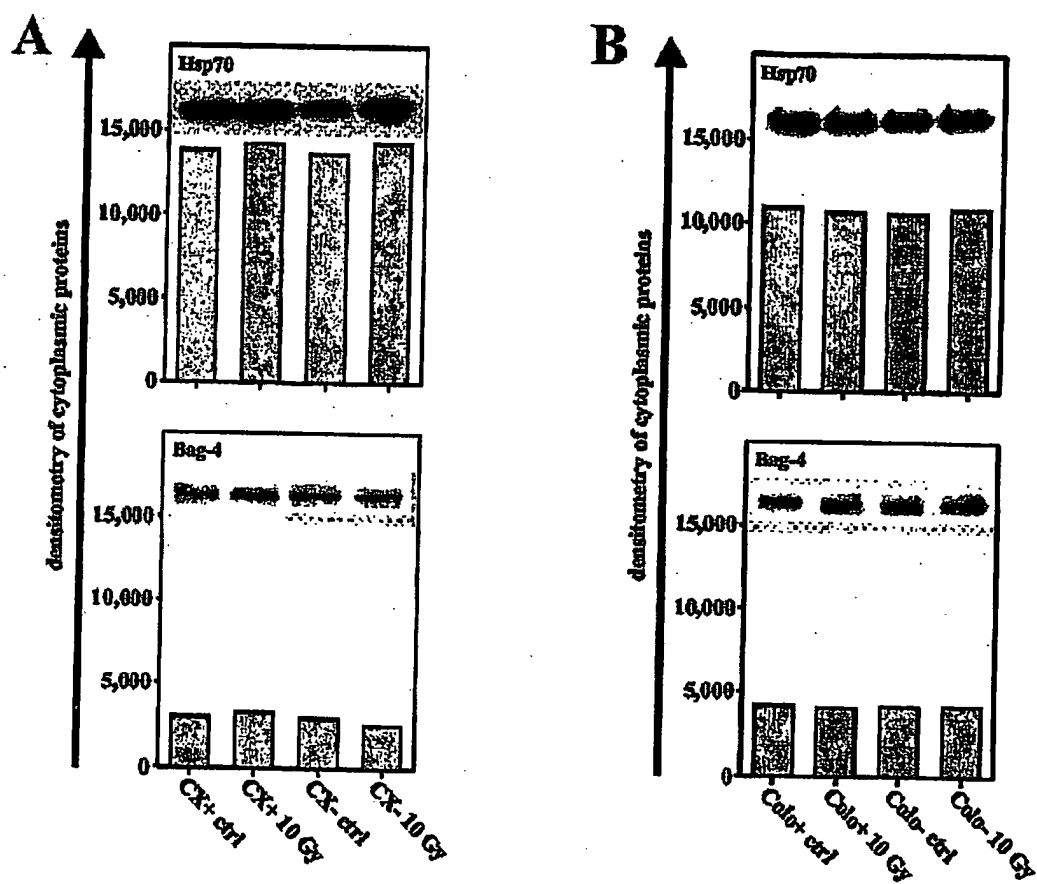 A
densitometry of cytoplasmic proteins
Hsp70
15,000
10,000
5,000
0
Bag-4
15,000
10,000
5,000
0
CX+ ctrl
CX+ 10 Gy
CX- ctrl
CX- 10 Gy
B
densitometry of cytoplasmic proteins
Hsp70
15,000
10,000
5,000
0
Bag-4
15,000
10,000
5,000
0
Colo+ ctrl
Colo+ 10 Gy
Colo- ctrl
Colo- 10 Gy